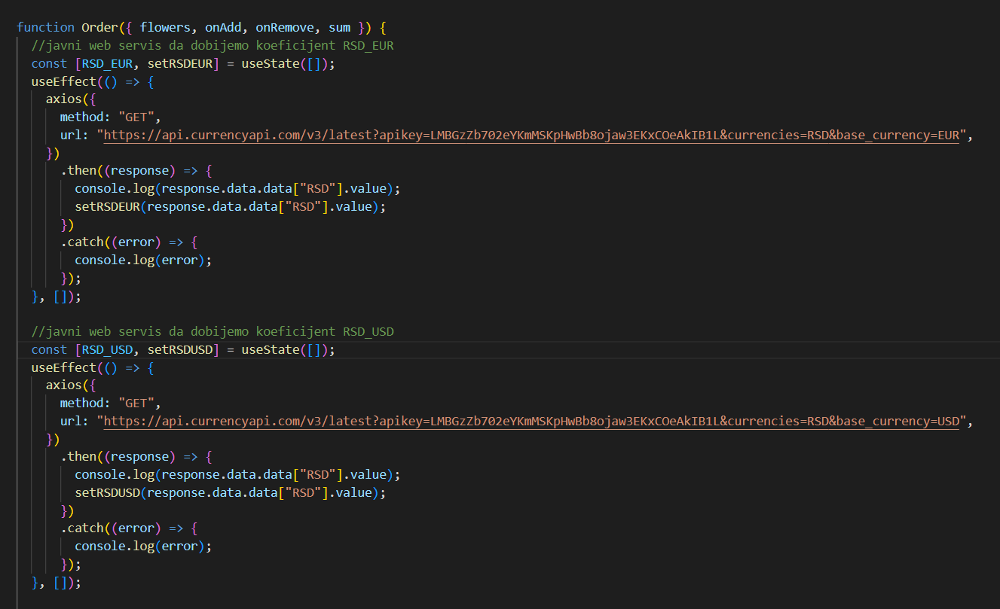 function Order({ flowers, onAdd, onRemove, sum }) {
//javni web servis da dobijemo koeficijent RSD_EUR
const [RSD_EUR, setRSDEUR] = useState([]);
useEffect(() => {
axios({
method: "GET",
url: "https://api.currencyapi.com/v3/latest?apikey=LMBGzZb702eYKmMSKpHwBb8ojaw3EKxCOeAkIB1L&currencies=RSD&base_currency=EUR",
})
.then((response) => {
console.log(response.data.data["RSD"].value);
setRSDEUR(response.data.data["RSD"].value);
})
.catch((error) => {
console.log(error);
});
}, []);
//javni web servis da dobijemo koeficijent RSD_USD
const [RSD_USD, setRSDUSD] = useState([]);
useEffect(() => {
axios({
method: "GET",
url: "https://api.currencyapi.com/v3/latest?apikey=LMBGzZb702eYKmMSKpHwBb8ojaw3EKxCOeAkIB1L&currencies=RSD&base_currency=USD",
})
.then((response) => {
console.log(response.data.data["RSD"].value);
setRSDUSD(response.data.data["RSD"].value);
})
.catch((error) => {
console.log(error);
});
}, []);